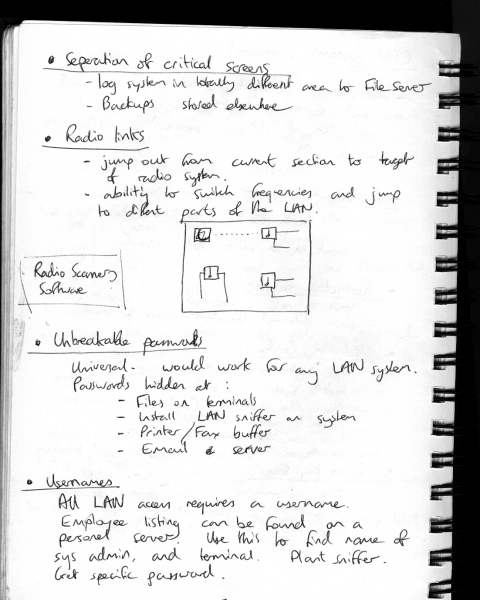 • Seperation of critical screens
- log system in totally different area to File Server
- Backups stored elsewhere
• Radio links
- jump out from current section to target
of radio system.
- ability to switch frequencies and jump
to diffent parts of the LAN.
Radio Scanning
Software
• Unbreakable passwords
Universal - would work for any LAN system.
Passwords hidden at :
- Files on terminals
- Install LAN sniffer on system
- Printer/Fax buffer
- Email & server
• Usernames
All LAN access requires a username.
Employee listing can be found on a
personel server. Use this to find name of
sys admin, and terminal. Plant sniffer.
Get specific password.